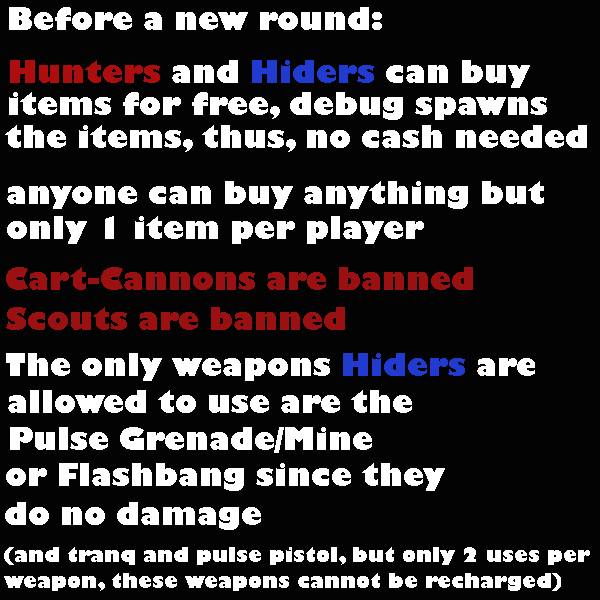 Before a new round:
Hunters and Hiders can buy
items for free, debug spawns
the items, thus, no cash needed
anyone can buy anything but
only 1 item per player
Cart-Cannons are banned
Scouts are banned
The only weapons Hiders are
allowed to use are the
Pulse Grenade/Mine
or Flashbang since they
do no damage
(and tranq and pulse pistol, but only 2 uses per
weapon, these weapons cannot be recharged)